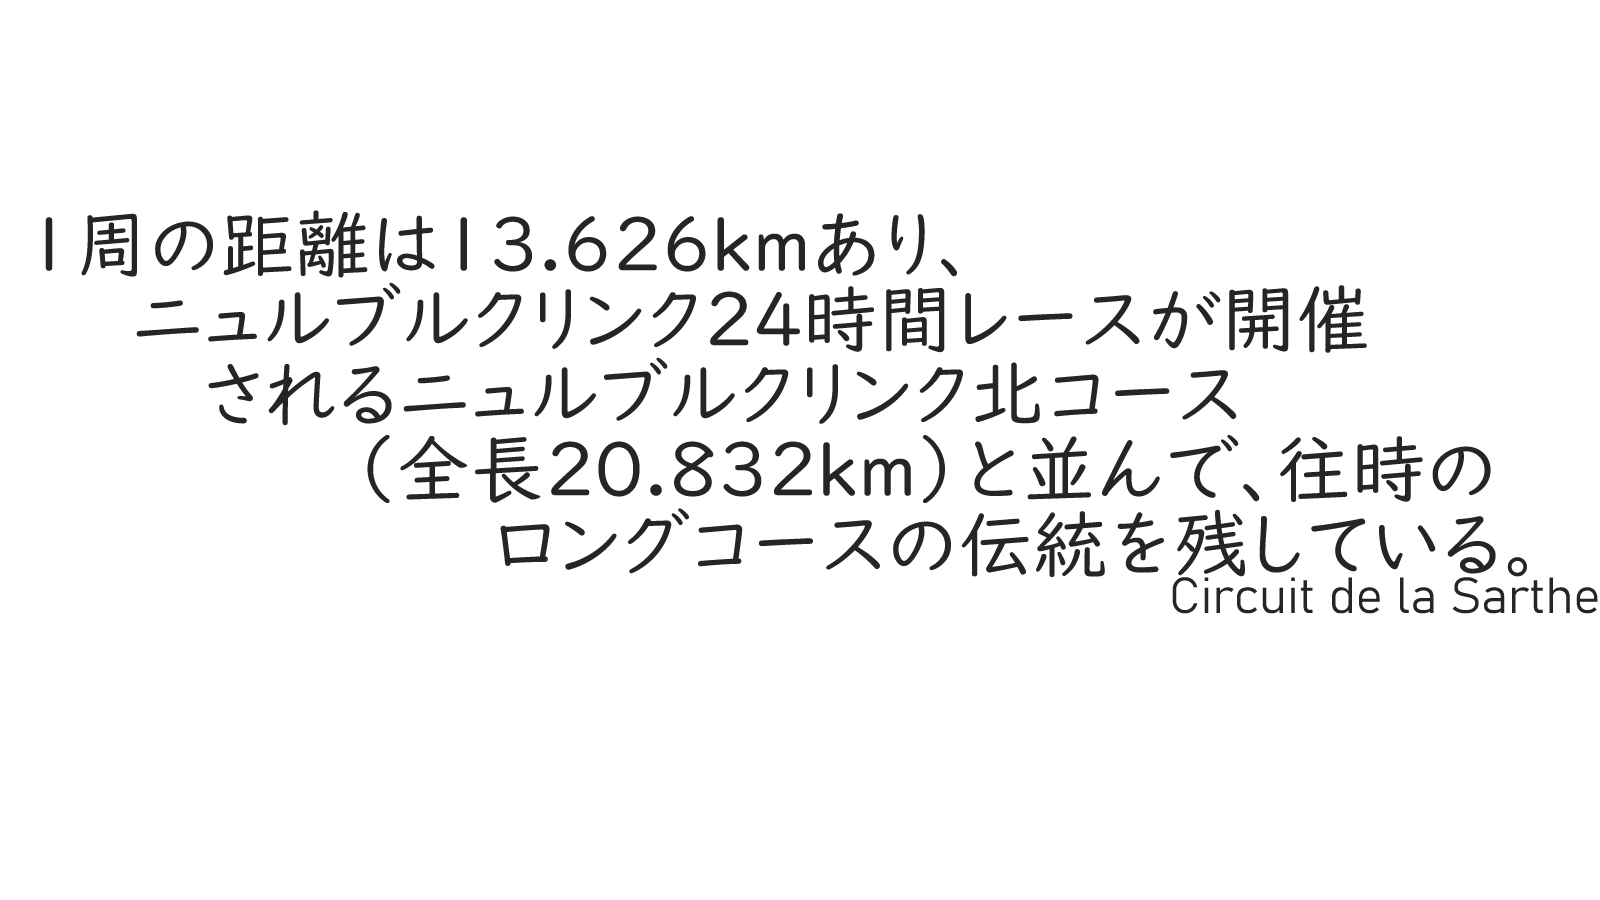 1周の距離は13.626kmあり、
ニュルブルクリンク24時間レースが開催
されるニュルブルクリンク北コース
（全長20.832km）と並んで、往時の
ロングコースの伝統を残している。
Circuit de la Sarthe